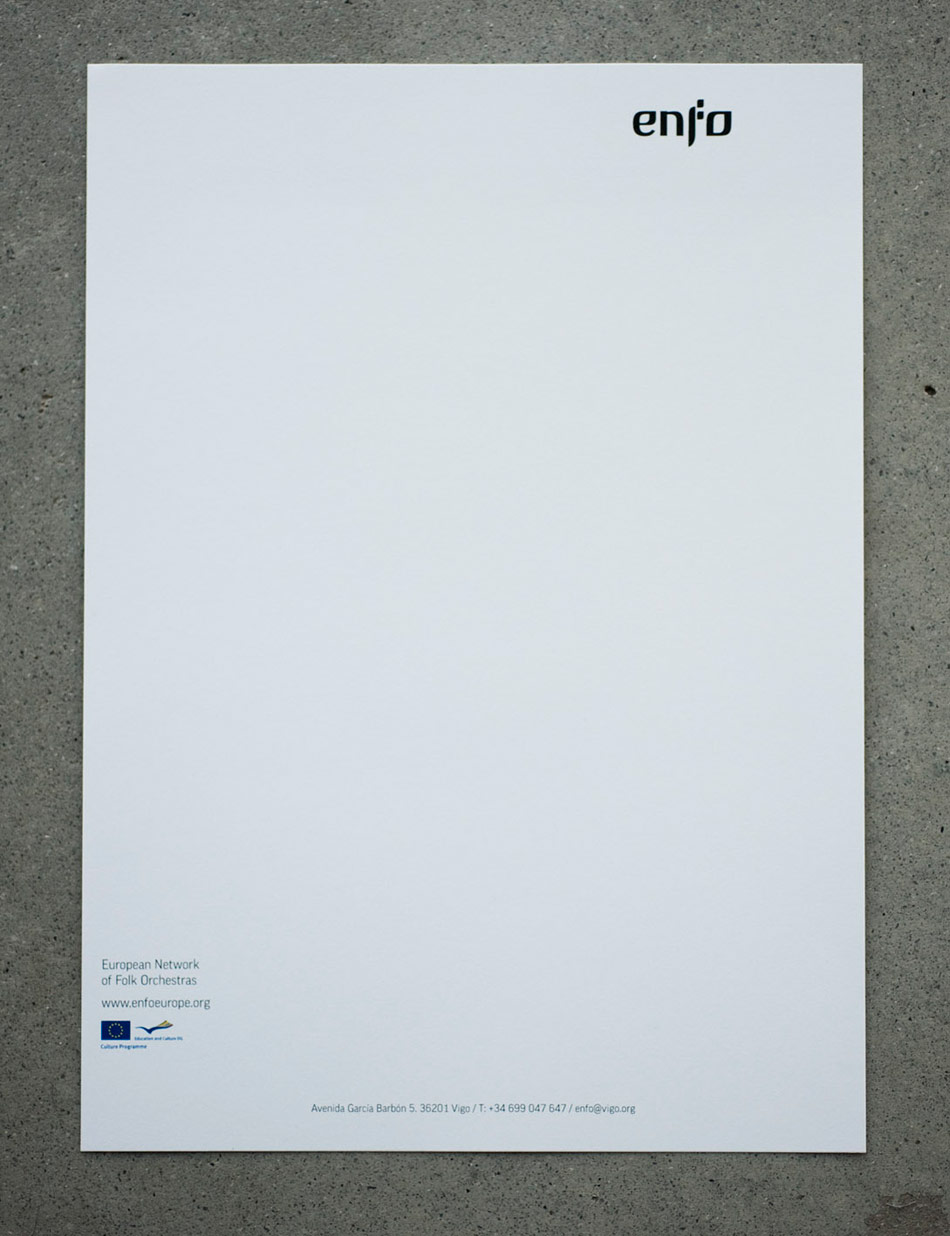 enfo
European Network
of Folk Orchestras
www.enfoeurope.org
Education and Culture DG
Culture Programme
Avenida García Barbón 5. 36201 Vigo / T: +34 699 047 647 / enfo@vigo.org